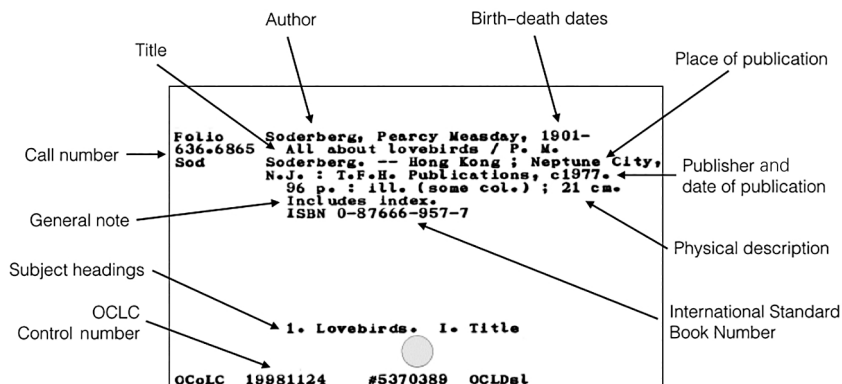 Author
Birth–death dates
Title
Place of publication
Call number
Folio Soderberg, Pearcy Measday, 1901-
636.6865 All about lovebirds / P. M.
Sod Soderberg. -- Hong Kong ; Neptune City,
N.J. : T.F.H. Publications, c1977.
96 p. : ill. (some col.) ; 21 cm.
Includes index.
ISBN 0-87666-957-7
Publisher and
date of publication
General note
Physical description
Subject headings
OCLC
Control number
International Standard
Book Number
1. Lovebirds. I. Title
OCoLC 19981124 #5370389 OCLDsl